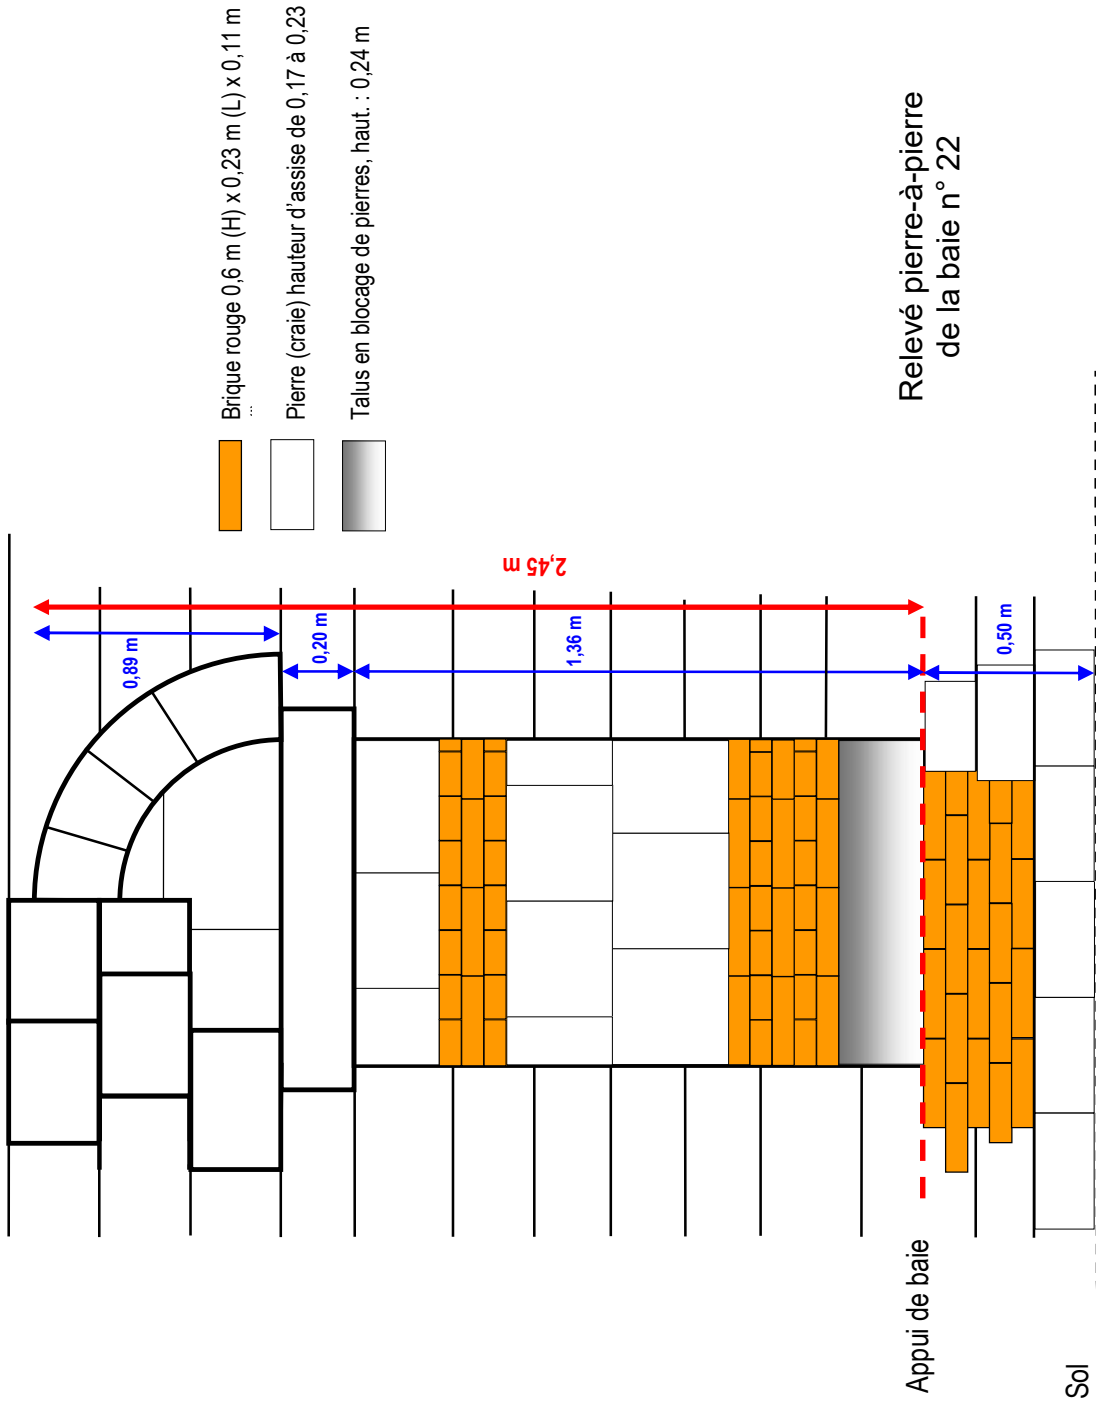 Brique rouge 0,6 m (H) x 0,23 m (L) x 0,11 m
...
Pierre (craie) hauteur d'assise de 0,17 à 0,23
Talus en blocage de pierres, haut. : 0,24 m
0,89 m
0,20 m
2,45 m
1,36 m
0,50 m
Relevé pierre-à-pierre
de la baie n° 22
Appui de baie
Sol